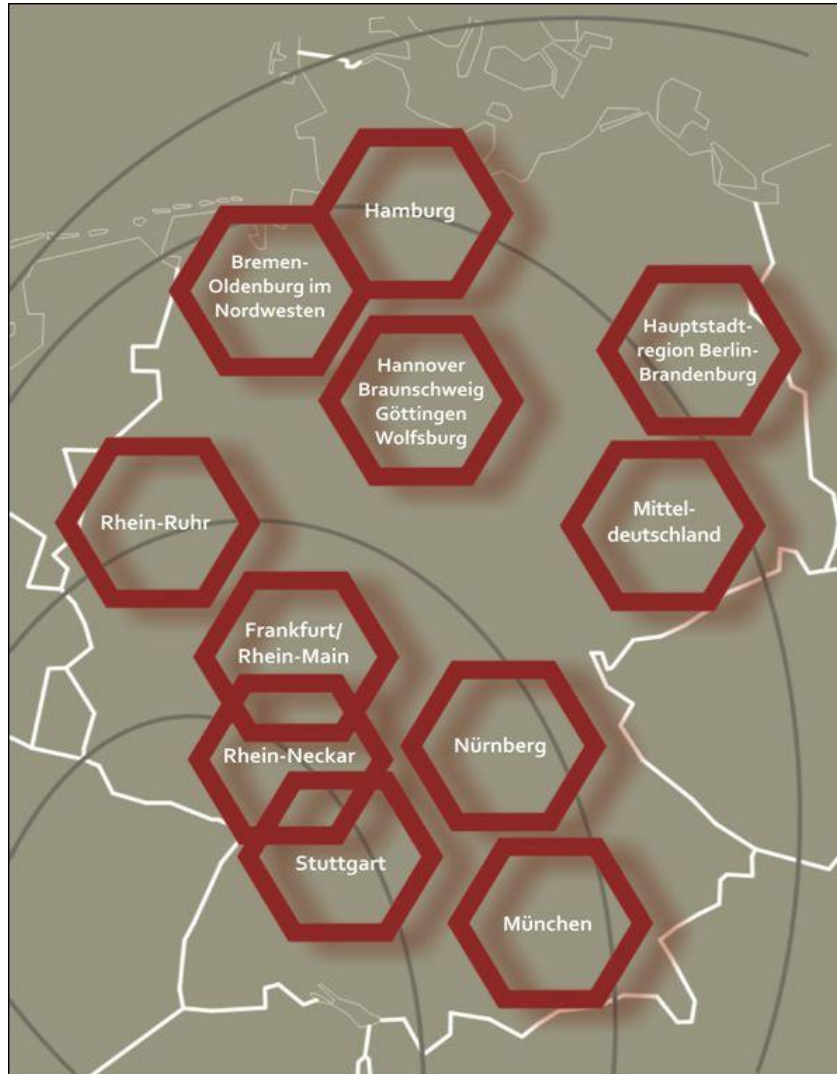 Hamburg
Bremen-
Oldenburg im
Nordwesten
Hauptstadt-
region Berlin-
Brandenburg
Hannover
Braunschweig
Göttingen
Wolfsburg
Rhein-Ruhr
Mittel-
deutschland
Frankfurt/
Rhein-Main
Rhein-Neckar
Nürnberg
Stuttgart
München